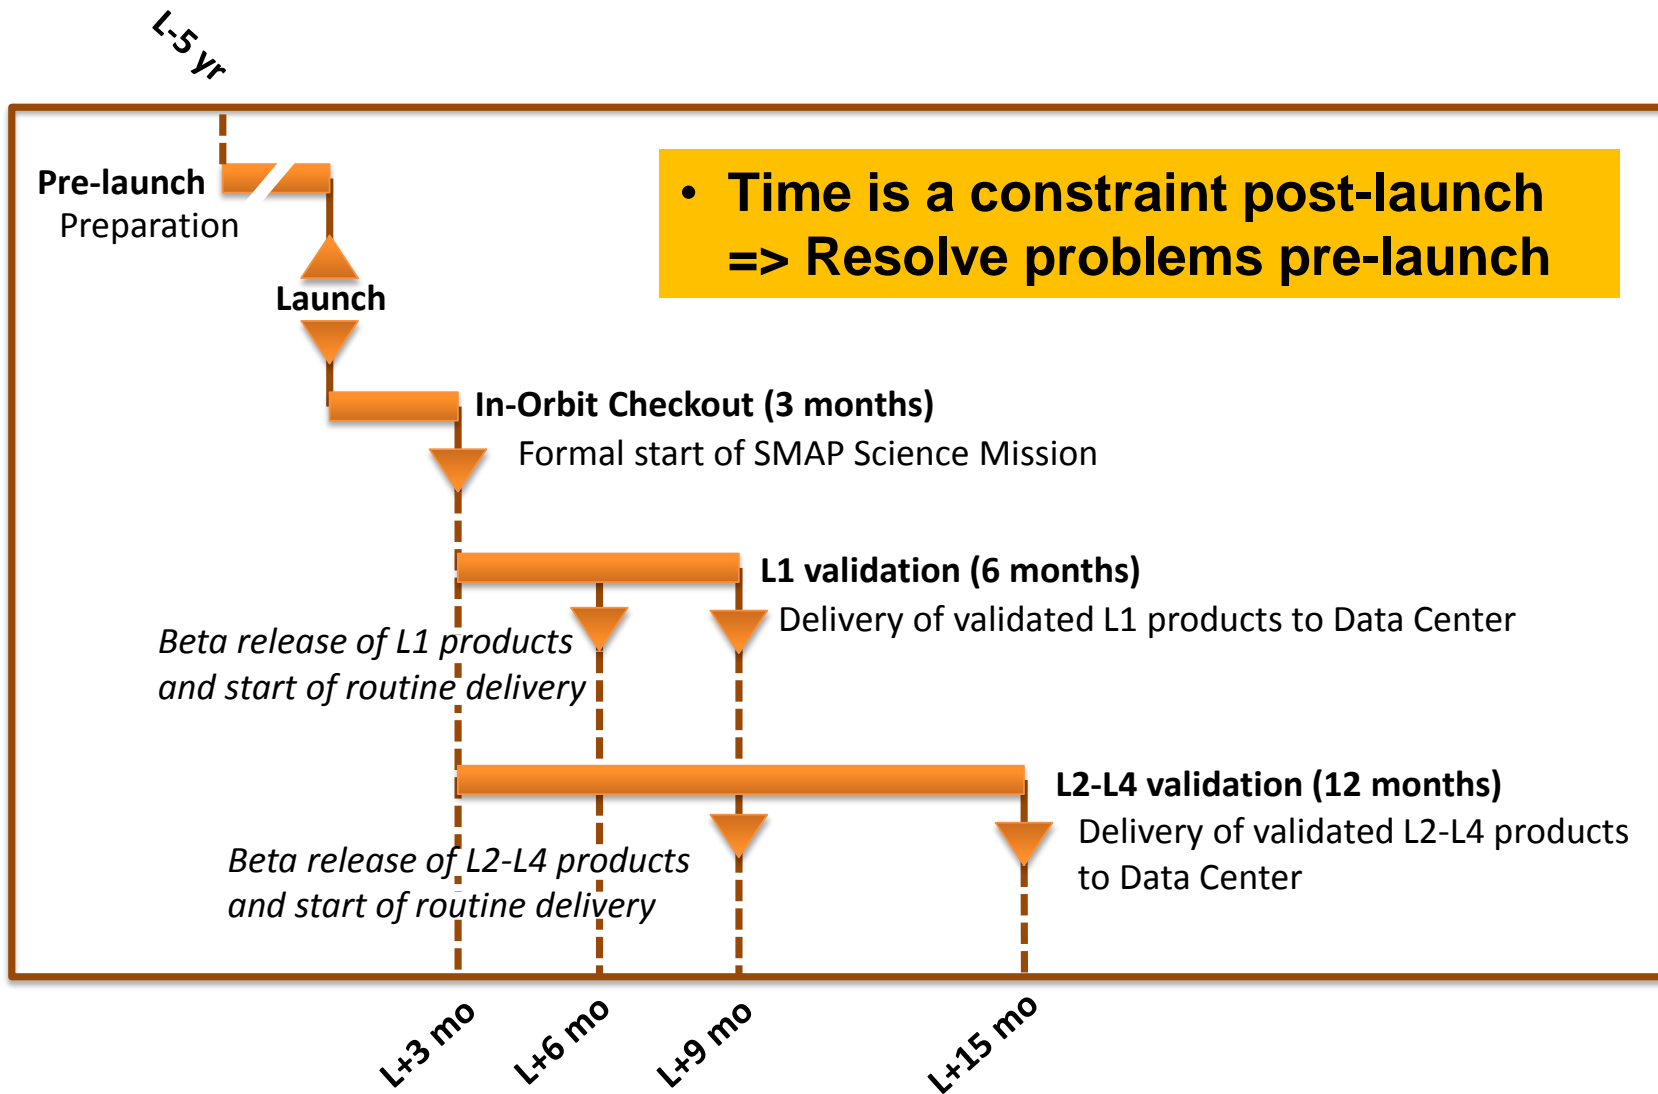 L-5 yr
Pre-launch
Preparation
• Time is a constraint post-launch
=> Resolve problems pre-launch
Launch
In-Orbit Checkout (3 months)
Formal start of SMAP Science Mission
L1 validation (6 months)
Delivery of validated L1 products to Data Center
Beta release of L1 products
and start of routine delivery
L2-L4 validation (12 months)
Delivery of validated L2-L4 products
to Data Center
Beta release of L2-L4 products
and start of routine delivery
L+3 mo
L+6 mo
L+9 mo
L+15 mo